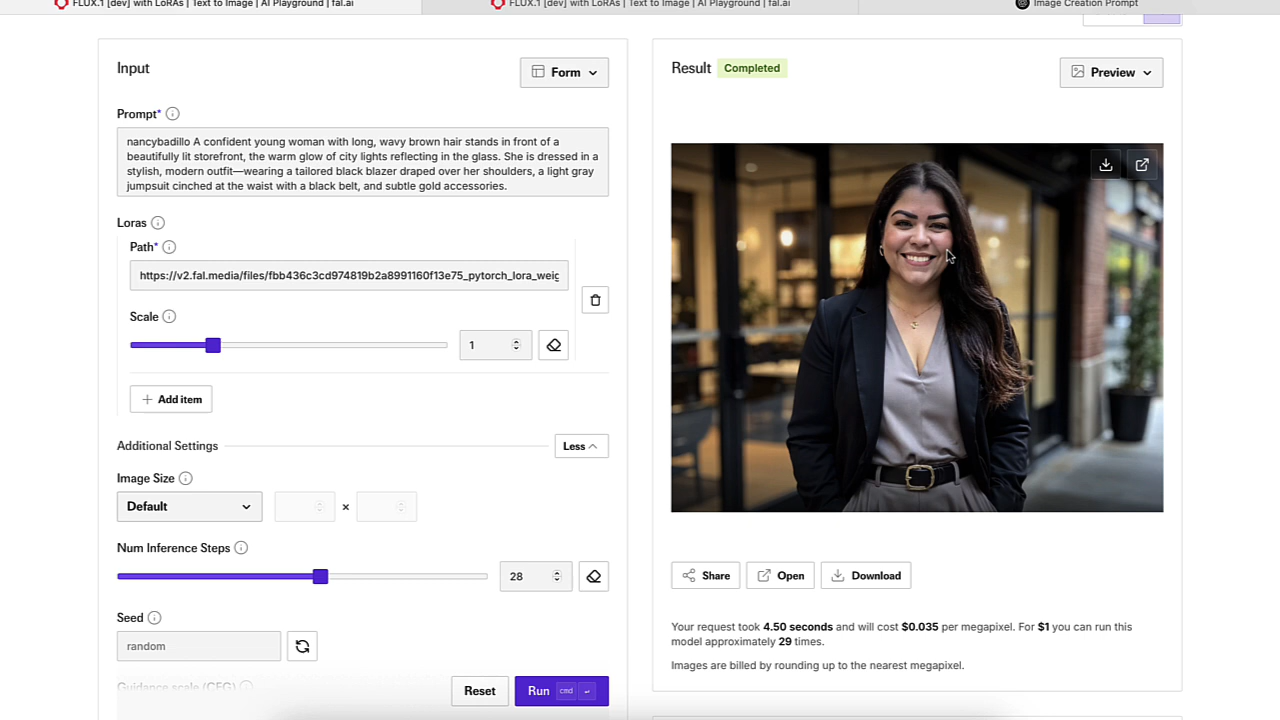 FLUX.1 [dev] with LoRAs | Text to Image | AI Playground | fal.ai
FLUX.1 [dev] with LoRAs | Text to Image | AI Playground | fal.ai
Image Creation Prompt
Input
Form
Prompt*
nancybadillo A confident young woman with long, wavy brown hair stands in front of a
beautifully lit storefront, the warm glow of city lights reflecting in the glass. She is dressed in a
stylish, modern outfit—wearing a tailored black blazer draped over her shoulders, a light gray
jumpsuit cinched at the waist with a black belt, and subtle gold accessories.
Loras
Path*
https://v2.fal.media/files/fbb436c3cd974819b2a8991160f13e75_pytorch_lora_weig
Scale
1
Add item
Additional Settings
Less
Image Size
Default
×
Num Inference Steps
28
Seed
random
Guidance scale (CFG)
Reset
Run cmd
Result
Completed
Preview
Share
Open
Download
Your request took 4.50 seconds and will cost $0.035 per megapixel. For $1 you can run this
model approximately 29 times.
Images are billed by rounding up to the nearest megapixel.